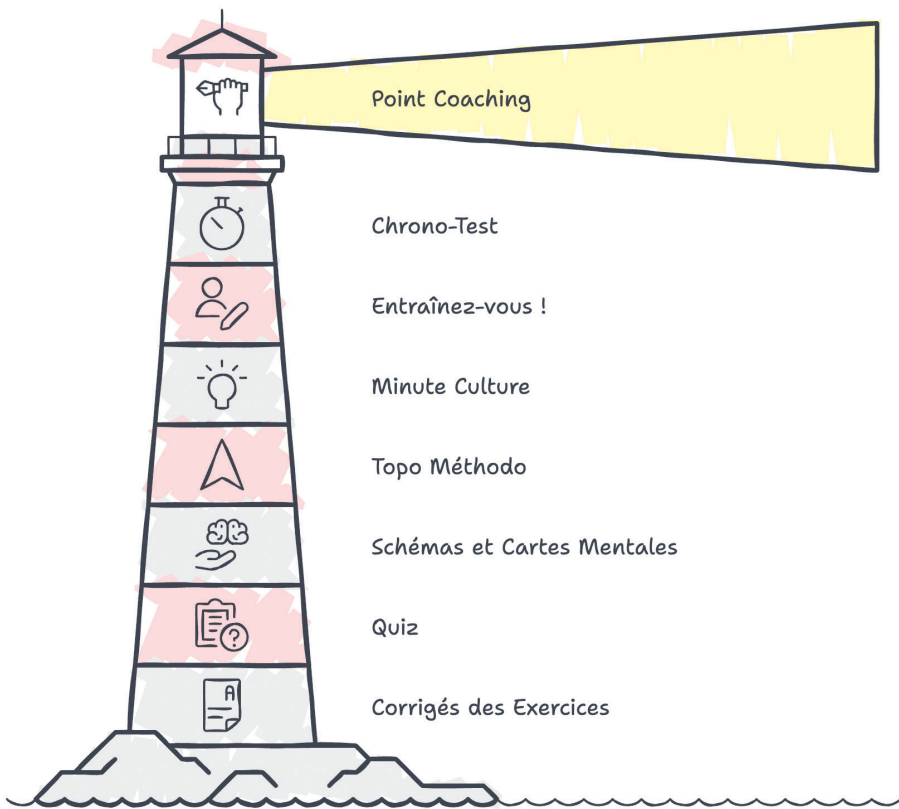 Point Coaching
Chrono-Test
Entraînez-vous !
Minute Culture
Topo Méthodo
Schémas et Cartes Mentales
?
Quiz
A
Corrigés des Exercices